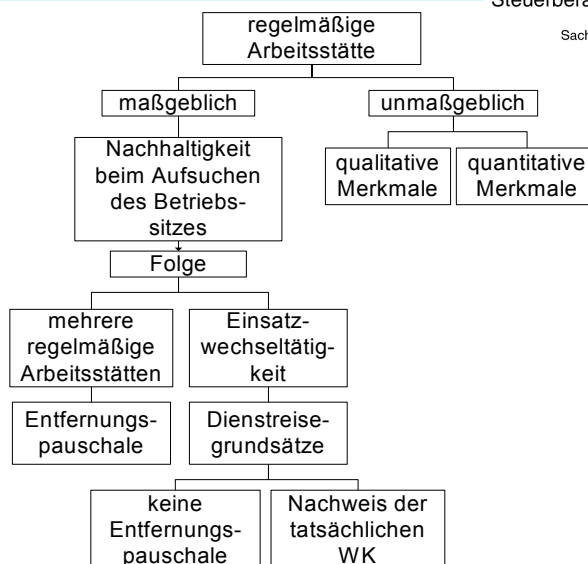 Sach
regelmäßige
Arbeitsstätte
maßgeblich
unmaßgeblich
Nachhaltigkeit
beim Aufsuchen
des Betriebs-
sitzes
qualitative
Merkmale
quantitative
Merkmale
Folge
mehrere
regelmäßige
Arbeitsstätten
Einsatz-
wechseltätig-
keit
Entfernungs-
pauschale
Dienstreise-
grundsätze
keine
Entfernungs-
pauschale
Nachweis der
tatsächlichen
WK